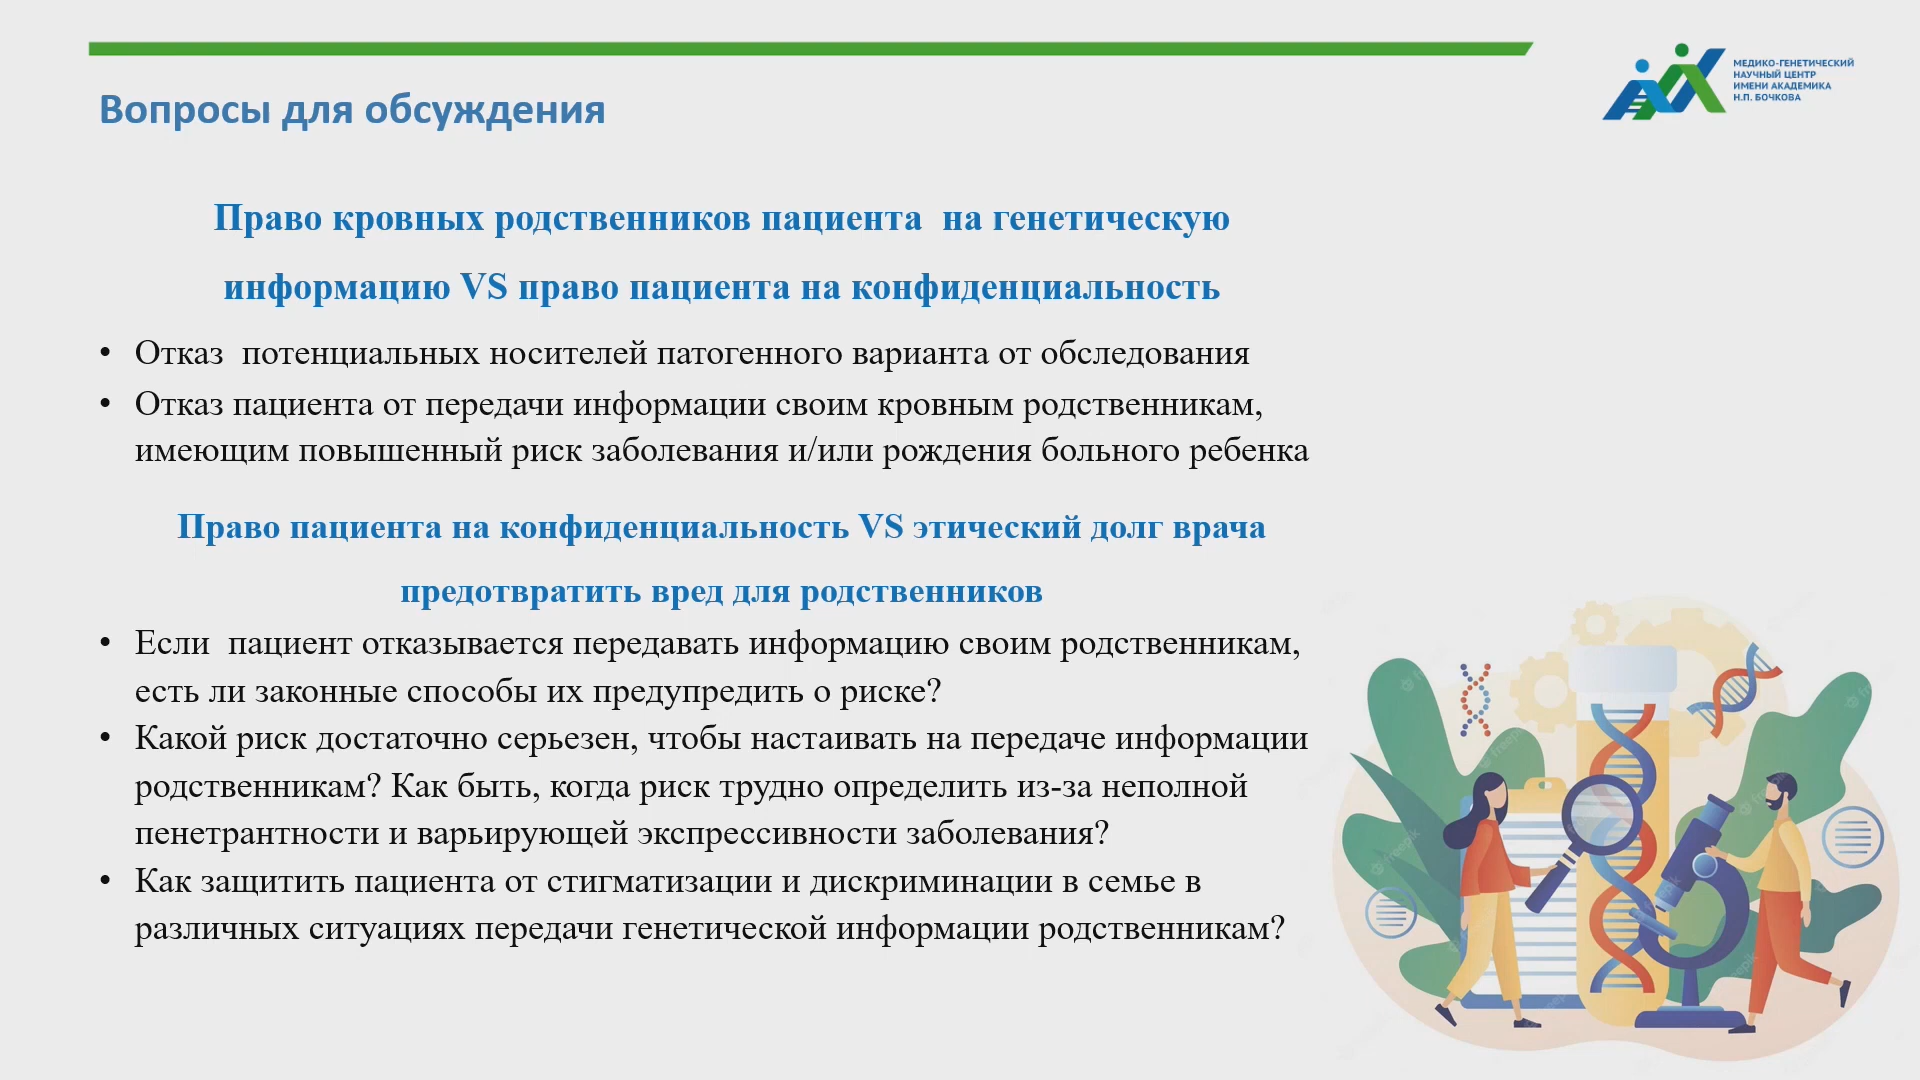 МЕДИКО-ГЕНЕТИЧЕСКИЙ
НАУЧНЫЙ ЦЕНТР
ИМЕНИ АКАДЕМИКА
Н.П. БОЧКОВА
Вопросы для обсуждения
Право кровных родственников пациента  на генетическую
информацию VS право пациента на конфиденциальность
• Отказ  потенциальных носителей патогенного варианта от обследования
• Отказ пациента от передачи информации своим кровным родственникам,
имеющим повышенный риск заболевания и/или рождения больного ребенка
Право пациента на конфиденциальность VS этический долг врача
предотвратить вред для родственников
• Если  пациент отказывается передавать информацию своим родственникам,
есть ли законные способы их предупредить о риске?
• Какой риск достаточно серьезен, чтобы настаивать на передаче информации
родственникам? Как быть, когда риск трудно определить из-за неполной
пенетрантности и варьирующей экспрессивности заболевания?
• Как защитить пациента от стигматизации и дискриминации в семье в
различных ситуациях передачи генетической информации родственникам?